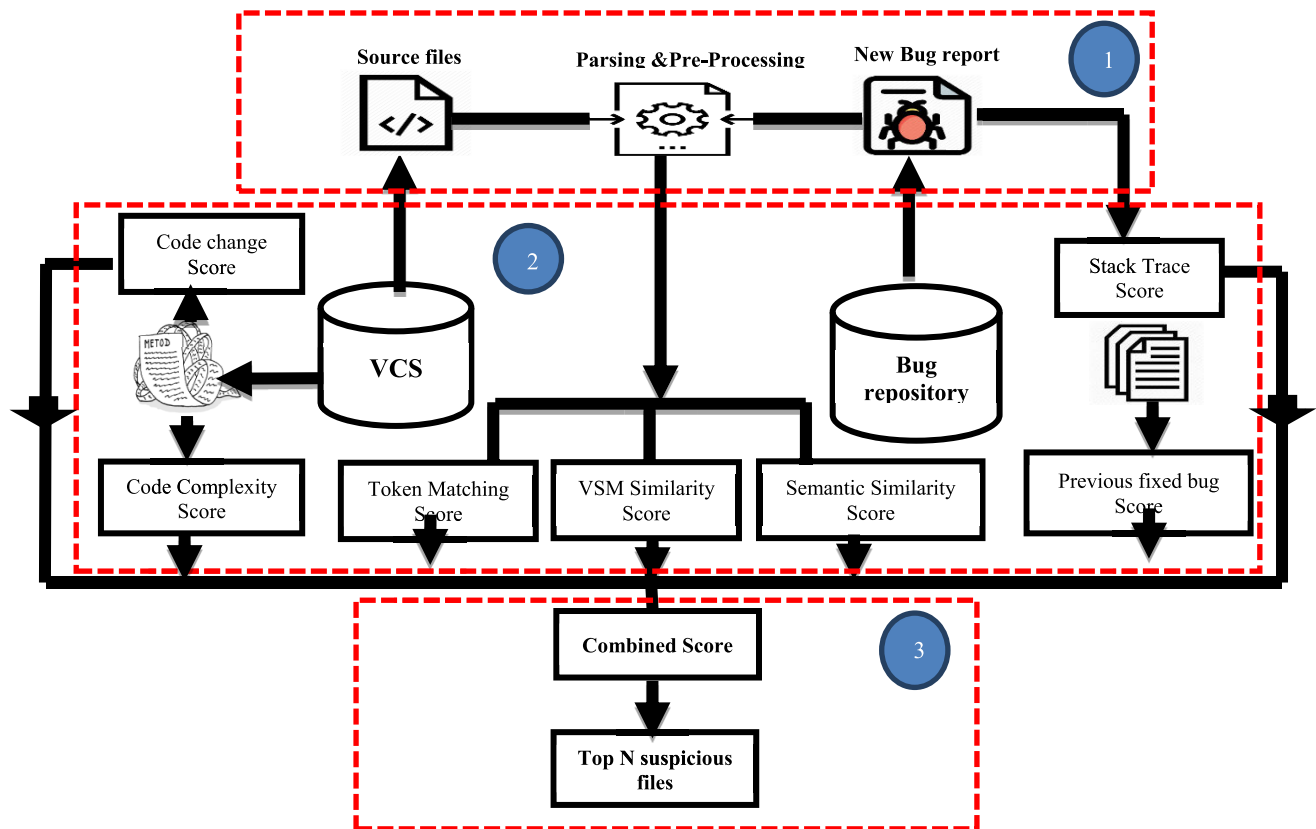 Source files
Parsing &Pre-Processing
New Bug report
1
</>
...
Code change
Score
2
Stack Trace
Score
METOD
VCS
Bug
repository
Code Complexity
Score
Token Matching
Score
VSM Similarity
Score
Semantic Similarity
Score
Previous fixed bug
Score
Combined Score
3
Top N suspicious
files